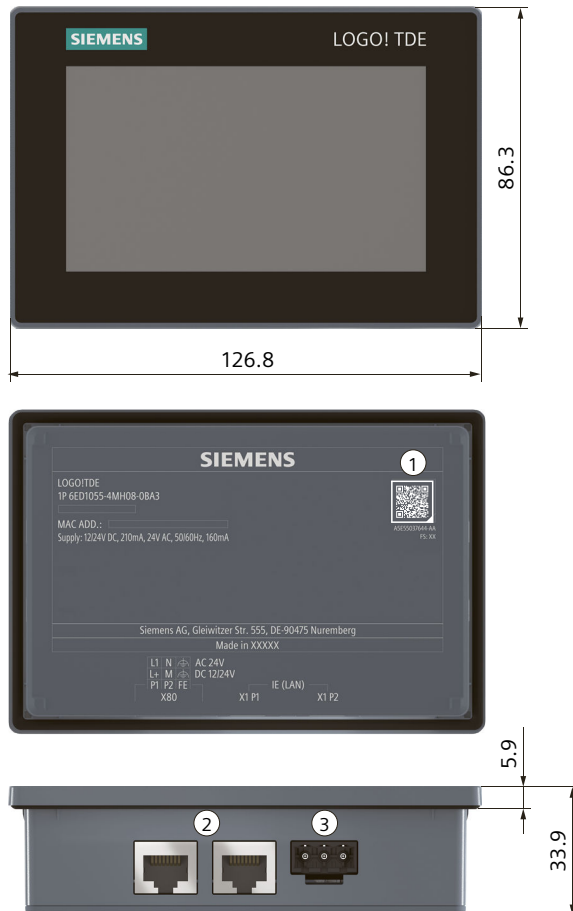 SIEMENS
LOGO! TDE
86.3
126.8
SIEMENS
1
LOGO!TDE
1P 6ED1055-4MH08-0BA3
MAC ADD.:
Supply: 12/24V DC, 210mA, 24V AC, 50/60Hz, 160mA
A5E55037644-AA
FS: XX
Siemens AG, Gleiwitzer Str. 555, DE-90475 Nuremberg
Made in XXXXX
L1 N AC 24V
L+ M DC 12/24V
P1 P2 FE
IE (LAN)
X80
X1 P1
X1 P2
5.9
2
3
33.9